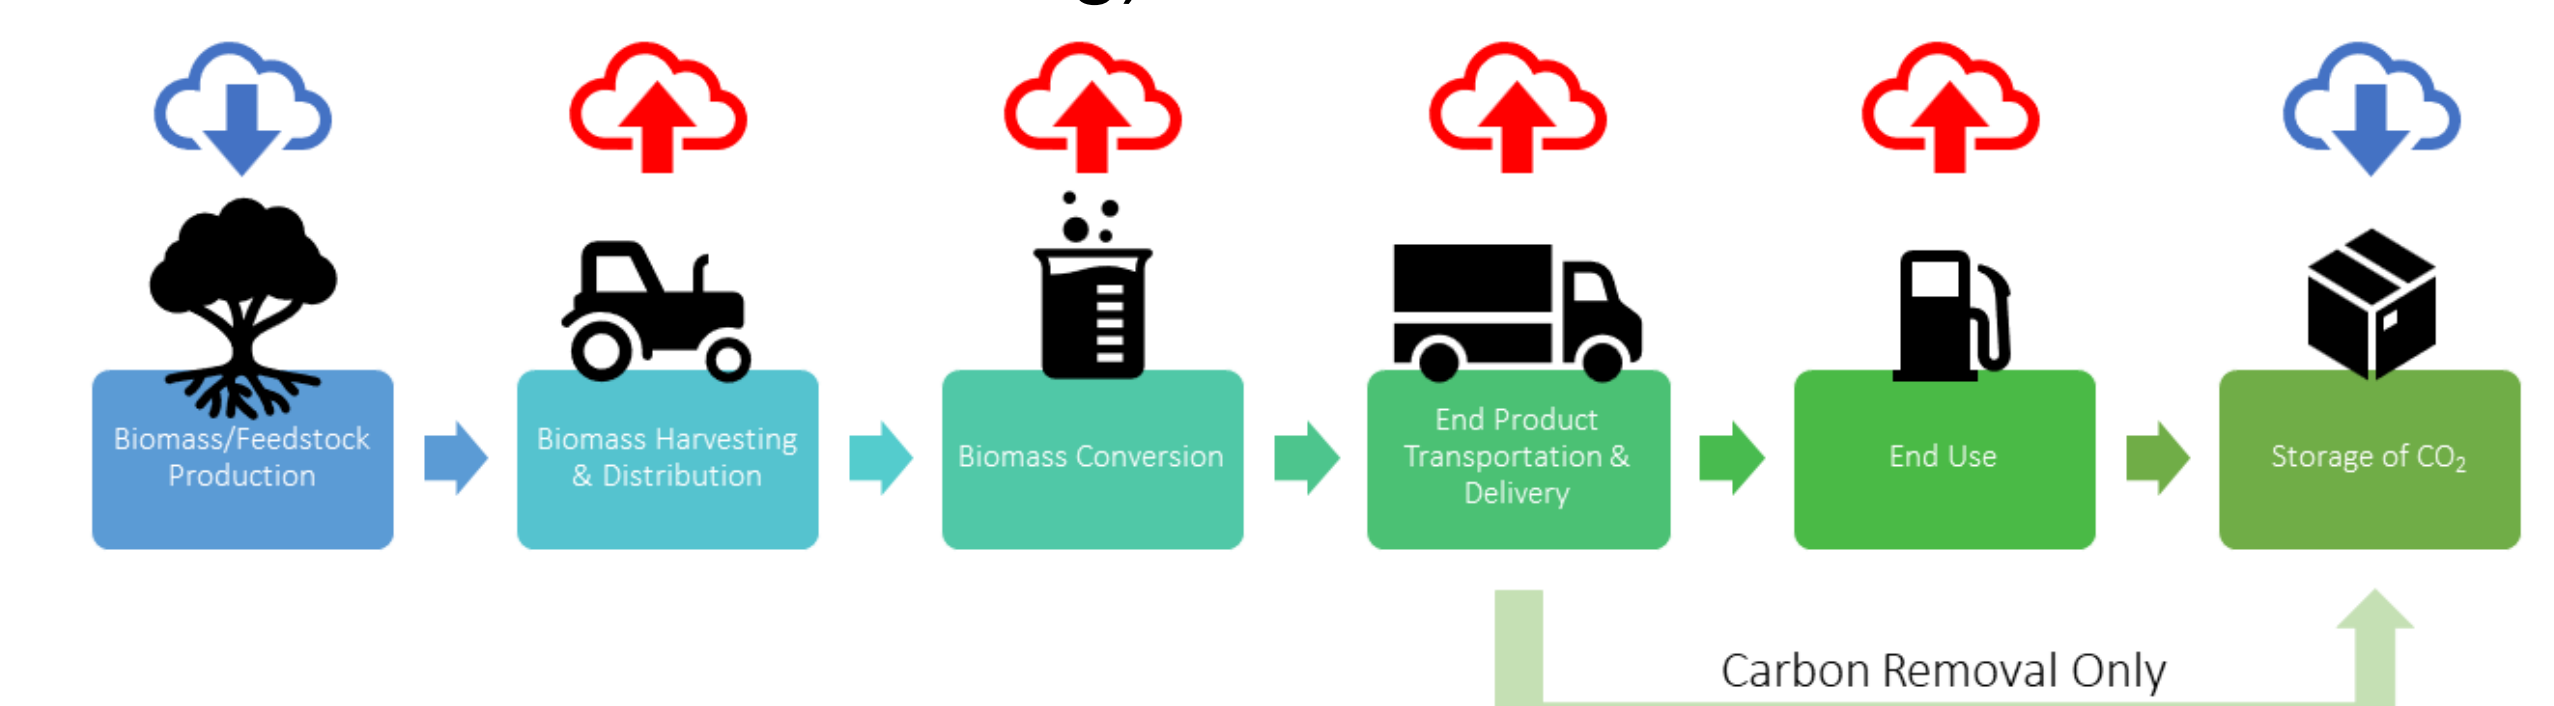 Biomass/Feedstock
Production
Biomass Harvesting
& Distribution
Biomass Conversion
End Product
Transportation &
Delivery
End Use
Storage of CO₂
Carbon Removal Only